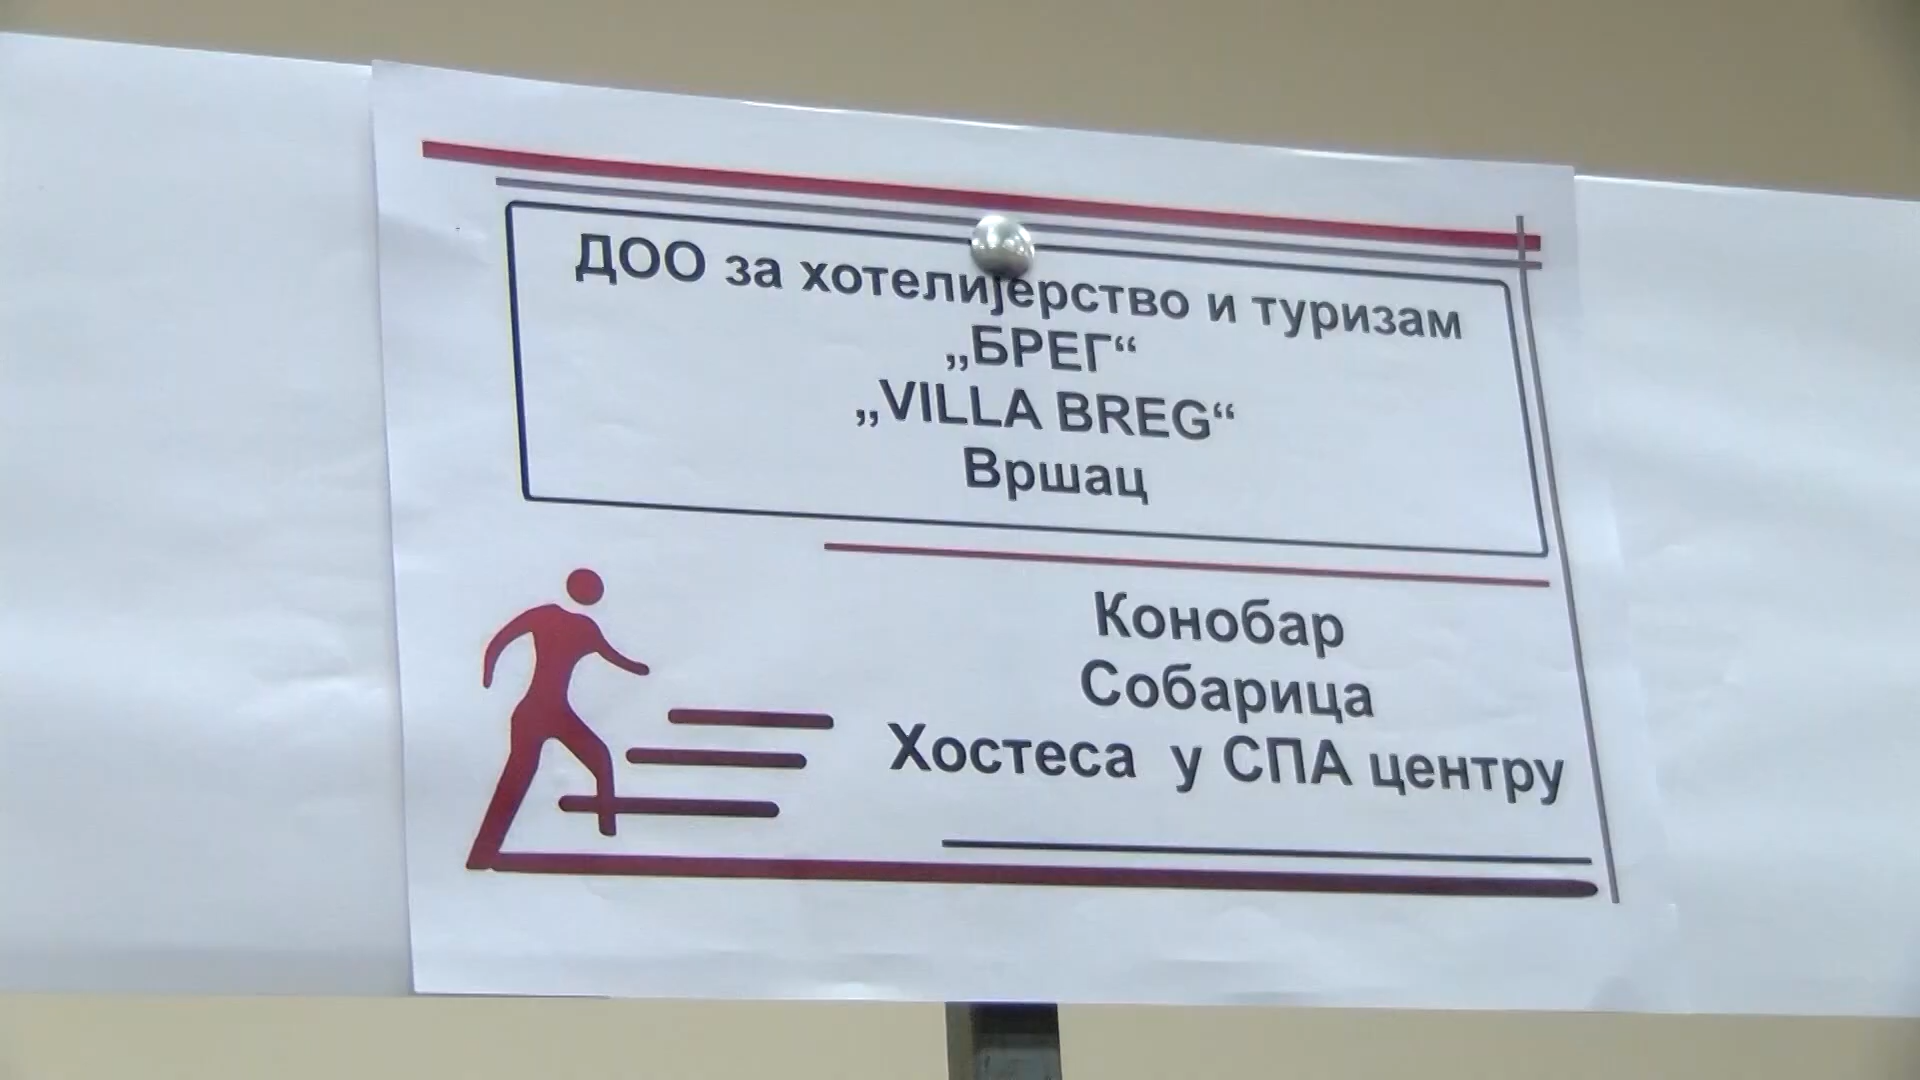 ДОО за хотелијерство и туризам
„БРЕГ“
„VILLA BREG“
Вршац
Конобар
Собарица
Хостеса у СПА центру